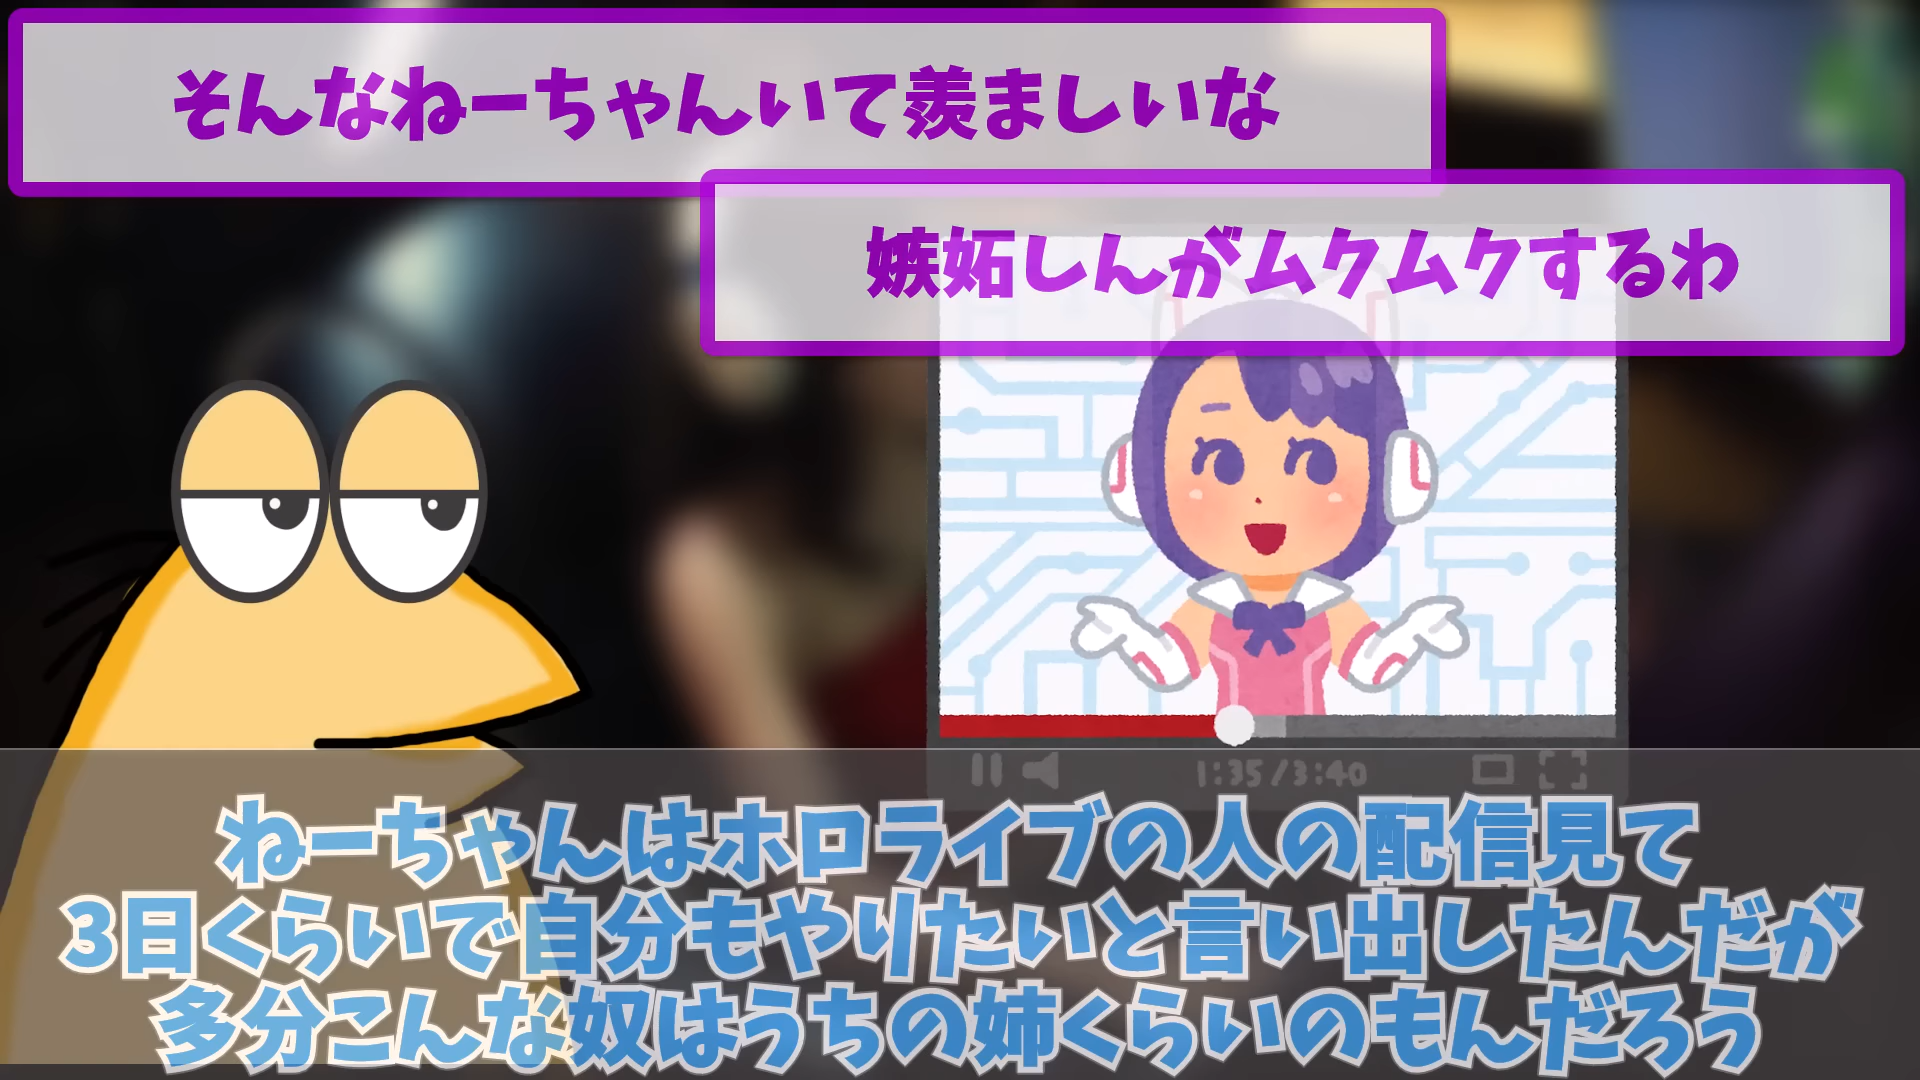 そんなねーちゃんいて羨ましいな
嫉妬しんがムクムクするわ
1:35/3:40
ねーちゃんはホロライブの人の配信見て
3日くらいで自分もやりたいと言い出したんだが
多分こんな奴はうちの姉くらいのもんだろう